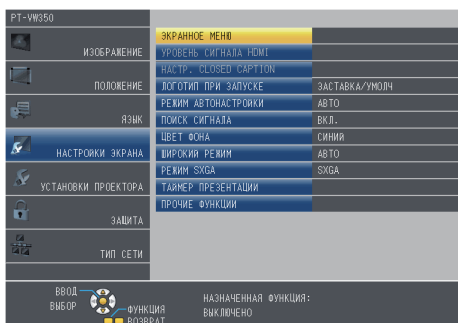 PT-VW350
ИЗОБРАЖЕНИЕ
ПОЛОЖЕНИЕ
ЯЗЫК
НАСТРОЙКИ ЭКРАНА
УСТАНОВКИ ПРОЕКТОРА
ЗАЩИТА
ТИП СЕТИ
ЭКРАННОЕ МЕНЮ
УРОВЕНЬ СИГНАЛА HDMI
НАСТР. CLOSED CAPTION
ЛОГОТИП ПРИ ЗАПУСКЕ ЗАСТАВКА/УМОЛЧ
РЕЖИМ АВТОНАСТРОЙКИ АВТО
ПОИСК СИГНАЛА ВКЛ.
ЦВЕТ ФОНА СИНИЙ
ШИРОКИЙ РЕЖИМ АВТО
РЕЖИМ SXGA SXGA
ТАЙМЕР ПРЕЗЕНТАЦИИ
ПРОЧИЕ ФУНКЦИИ
ВВОД
ВЫБОР
ФУНКЦИЯ
ВОЗВРАТ
НАЗНАЧЕННАЯ ФУНКЦИЯ:
ВЫКЛЮЧЕНО